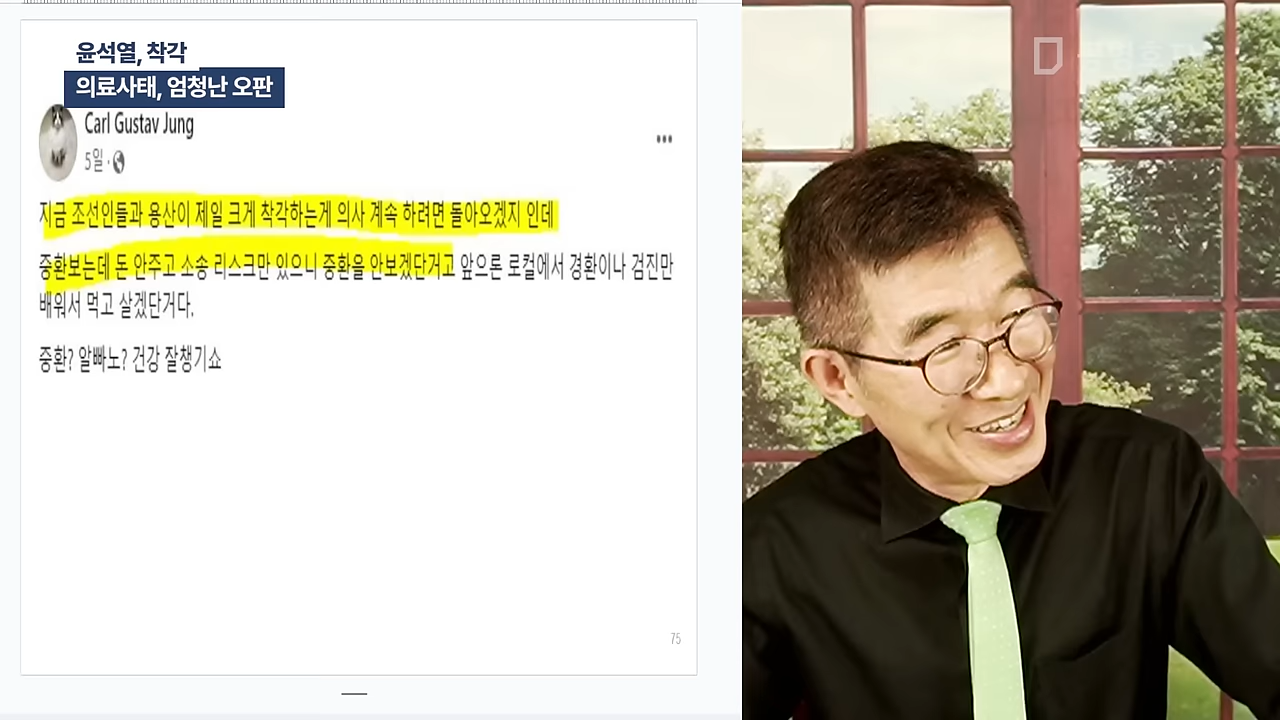 윤석열, 착각
의료사태, 엄청난 오판
Carl Gustav Jung
5일 ·
지금 조선인들과 용산이 제일 크게 착각하는게 의사 계속 하려면 돌아오겠지 인데
중환보는데 돈 안주고 소송 리스크만 있으니 중환을 안보겠단거고 앞으론 로컬에서 경환이나 검진만
배워서 먹고 살겠단거다.
중환? 알빠노? 건강 잘챙기쇼
75